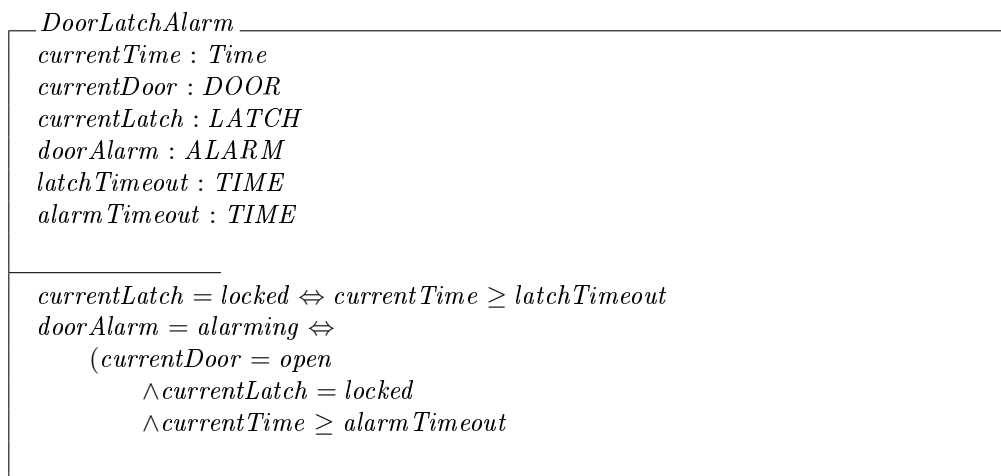 DoorLatchAlarm
currentTime : Time
currentDoor : DOOR
currentLatch : LATCH
doorAlarm : ALARM
latchTimeout : TIME
alarmTimeout : TIME
currentLatch = locked ⇔ currentTime ≥ latchTimeout
doorAlarm = alarming ⇔
(currentDoor = open
∧currentLatch = locked
∧currentTime ≥ alarmTimeout